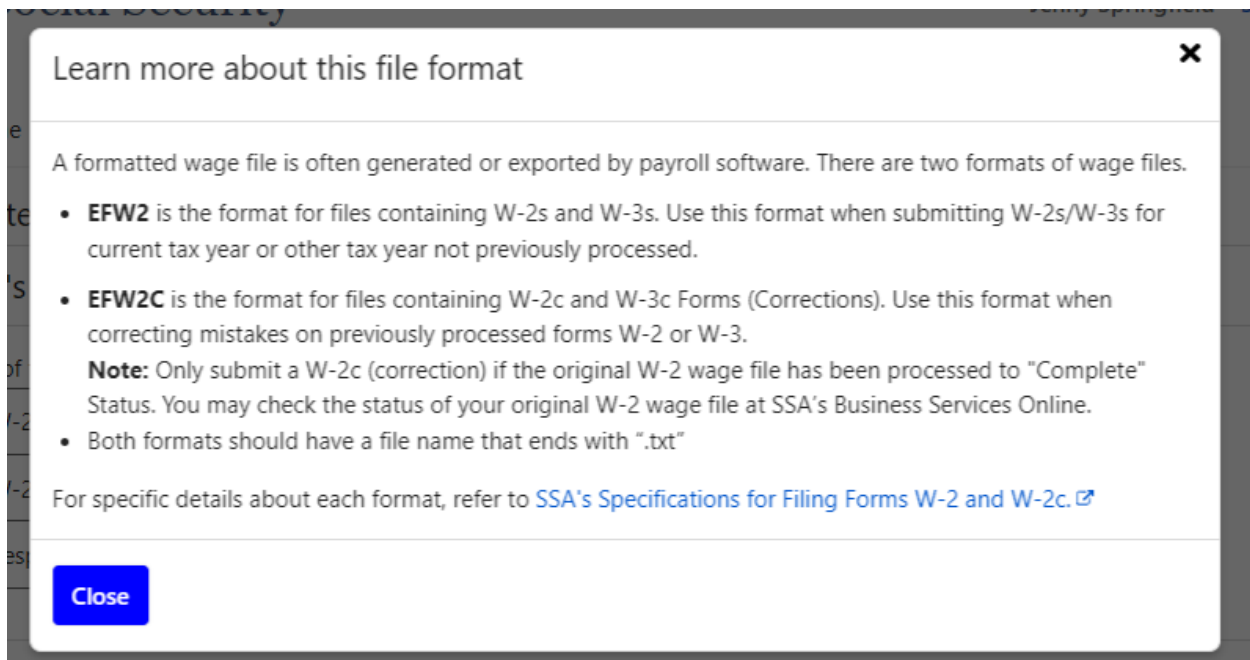 Social Security
Learn more about this file format
A formatted wage file is often generated or exported by payroll software. There are two formats of wage files.
• EFW2 is the format for files containing W-2s and W-3s. Use this format when submitting W-2s/W-3s for
current tax year or other tax year not previously processed.
• EFW2C is the format for files containing W-2c and W-3c Forms (Corrections). Use this format when
correcting mistakes on previously processed forms W-2 or W-3.
Note: Only submit a W-2c (correction) if the original W-2 wage file has been processed to "Complete"
Status. You may check the status of your original W-2 wage file at SSA's Business Services Online.
• Both formats should have a file name that ends with “.txt”
For specific details about each format, refer to SSA's Specifications for Filing Forms W-2 and W-2c.
Close